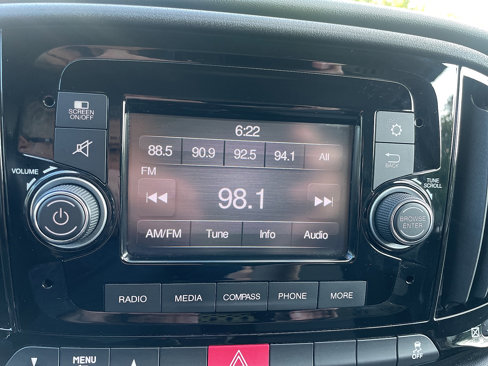 6:22
SCREEN
ON/OFF
88.5 90.9 92.5 94.1 All
FM
VOLUME
BACK
TUNE
SCROLL
98.1
BROWSE
ENTER
AM/FM Tune Info Audio
RADIO MEDIA COMPASS PHONE MORE
MENU
OFF